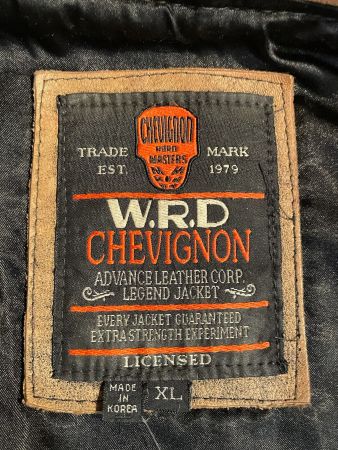 CHEVIGNON
ROAD
MASTERS
TRADE MARK
EST. 1979
W.R.D
CHEVIGNON
ADVANCE LEATHER CORP.
LEGEND JACKET
EVERY JACKET GUARANTEED
EXTRA STRENGTH EXPERIMENT
LICENSED
MADE IN
KOREA
XL